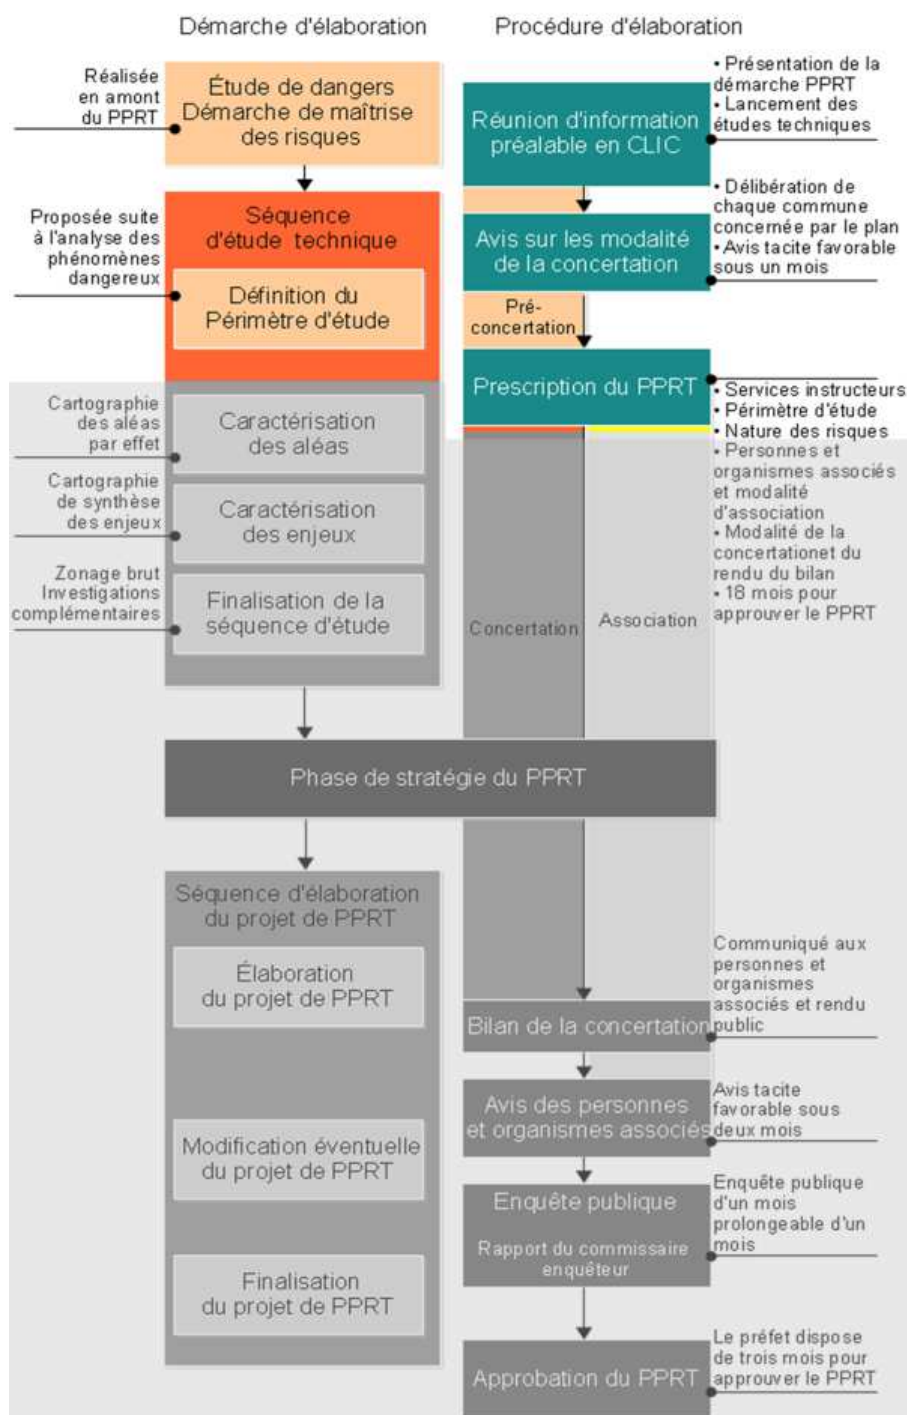 Démarche d'élaboration
Procédure d'élaboration
Réalisée
en amont
du PPRT
Étude de dangers
Démarche de maîtrise
des risques
Proposée suite
à l'analyse des
phénomènes
dangereux
Séquence
d'étude technique
Définition du
Périmètre d'étude
Cartographie
des aléas
par effet
Caractérisation
des aléas
Cartographie
de synthèse
des enjeux
Caractérisation
des enjeux
Zonage brut
Investigations
complémentaires
Finalisation de la
séquence d'étude
Réunion d'information
préalable en CLIC
• Présentation de la
démarche PPRT
• Lancement des
études techniques
Avis sur les modalité
de la concertation
• Délibération de
chaque commune
concernée par le plan
• Avis tacite favorable
sous un mois
Pré-
concertation
Prescription du PPRT
• Services instructeurs
• Périmètre d'étude
• Nature des risques
• Personnes et
organismes associés
et modalité
d'association
• Modalité de la
concertationet du
rendu du bilan
• 18 mois pour
approuver le PPRT
Concertation
Association
Phase de stratégie du PPRT
Séquence d'élaboration
du projet de PPRT
Élaboration
du projet de PPRT
Modification éventuelle
du projet de PPRT
Finalisation
du projet de PPRT
Bilan de la concertation
Communiqué aux
personnes et
organismes
associés et rendu
public
Avis des personnes
et organismes associés
Avis tacite
favorable sous
deux mois
Enquête publique
Rapport du commissaire
enquêteur
Enquête publique
d'un mois
prolongeable d'un
mois
Approbation du PPRT
Le préfet dispose
de trois mois pour
approuver le PPRT